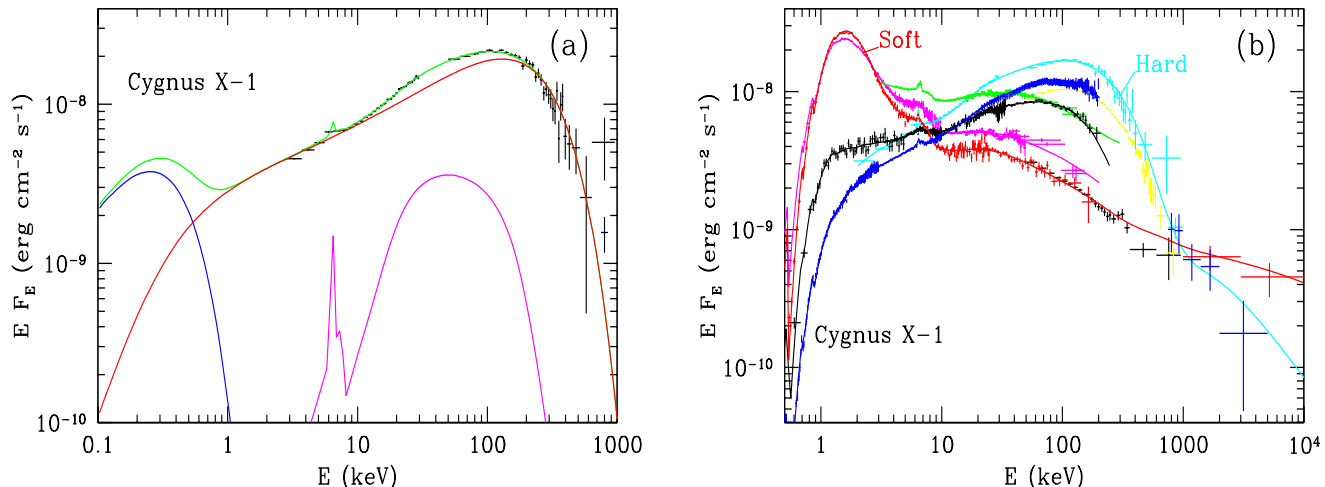 (a)
Cygnus X-1
E F_E (erg cm⁻² s⁻¹)
10⁻⁸
10⁻⁹
10⁻¹⁰
0.1 1 10 100 1000
E (keV)
(b)
Soft
Hard
Cygnus X-1
E F_E (erg cm⁻² s⁻¹)
10⁻⁸
10⁻⁹
10⁻¹⁰
1 10 100 1000 10⁴
E (keV)